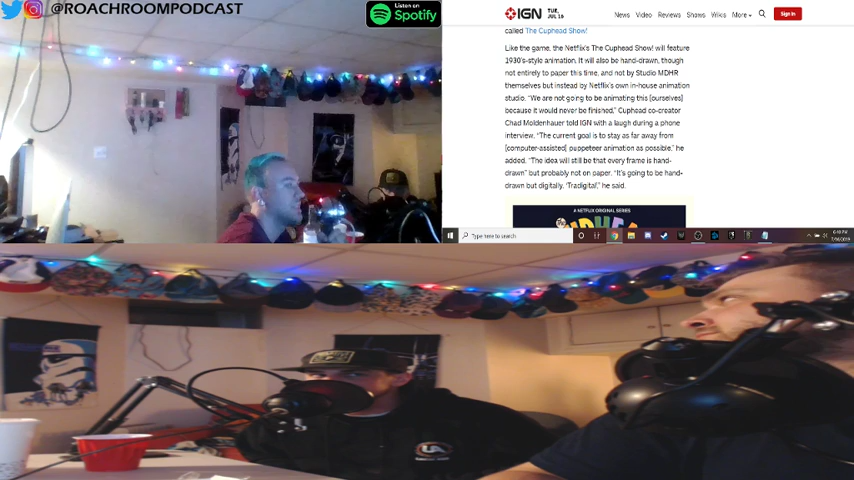 @ROACHROOMPODCAST
Listen on
Spotify
IGN
TUE,
JUL 16
News Video Reviews Shows Wikis More
Sign In
called The Cuphead Show!
Like the game, the Netflix's The Cuphead Show! will feature
1930's-style animation. It will also be hand-drawn, though
not entirely to paper this time, and not by Studio MDHR
themselves but instead by Netflix's own in-house animation
studio. "We are not going to be animating this [ourselves]
because it would never be finished," Cuphead co-creator
Chad Moldenhauer told IGN with a laugh during a phone
interview. "The current goal is to stay as far away from
[computer-assisted] puppeteer animation as possible," he
added. "The idea will still be that every frame is hand-
drawn" but probably not on paper. "It's going to be hand-
drawn but digitally. 'Tradigital,'" he said.
A NETFLIX ORIGINAL SERIES
Type here to search
6:40 PM
7/16/2019
UA